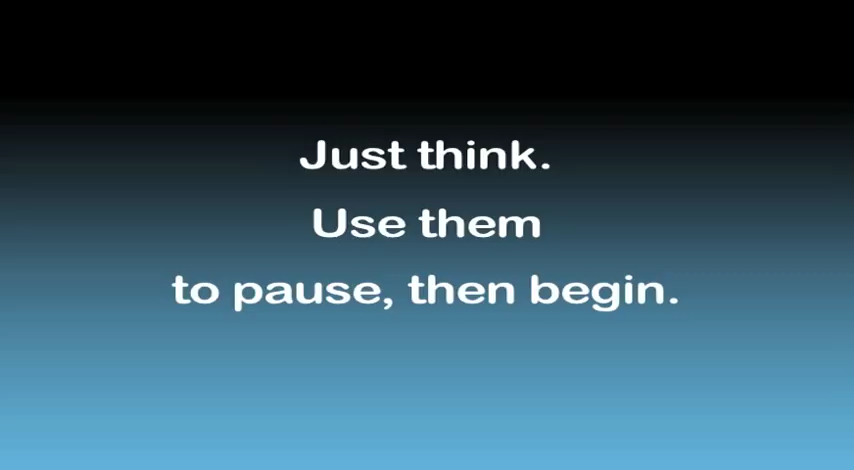 Just think.
Use them
to pause, then begin.